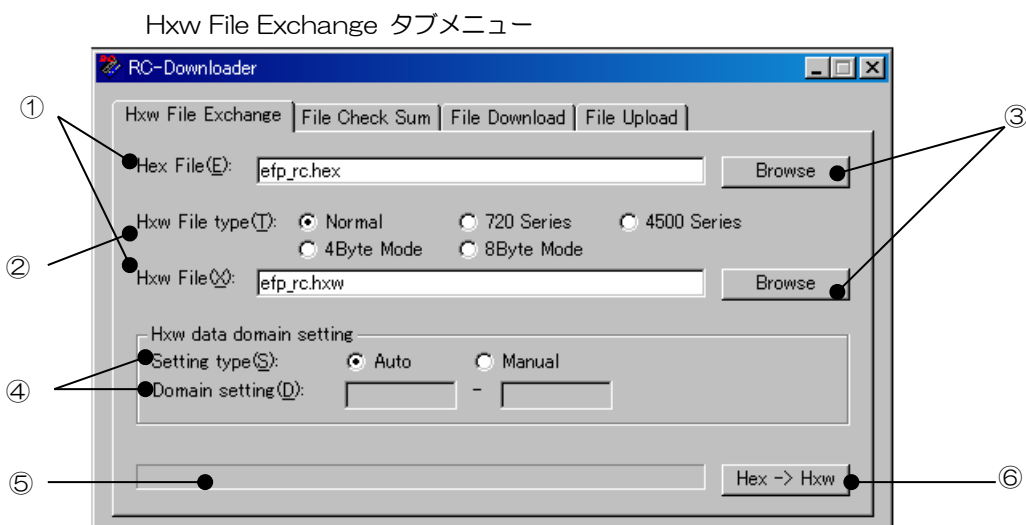 Hxw File Exchange タブメニュー
RC-Downloader
Hxw File Exchange File Check Sum File Download File Upload
① ③
Hex File(E): efp_rc.hex Browse
Hxw File type(T): Normal 720 Series 4500 Series
4Byte Mode 8Byte Mode
②
Hxw File(X): efp_rc.hxw Browse
Hxw data domain setting
Setting type(S): Auto Manual
④ Domain setting(D): -
⑤ Hex -> Hxw ⑥